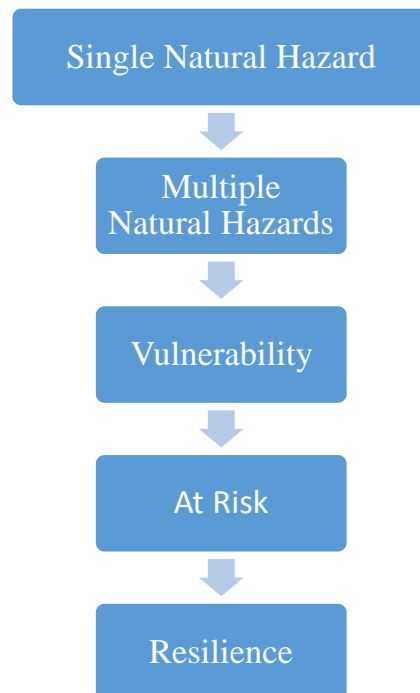 Single Natural Hazard
Multiple
Natural Hazards
Vulnerability
At Risk
Resilience